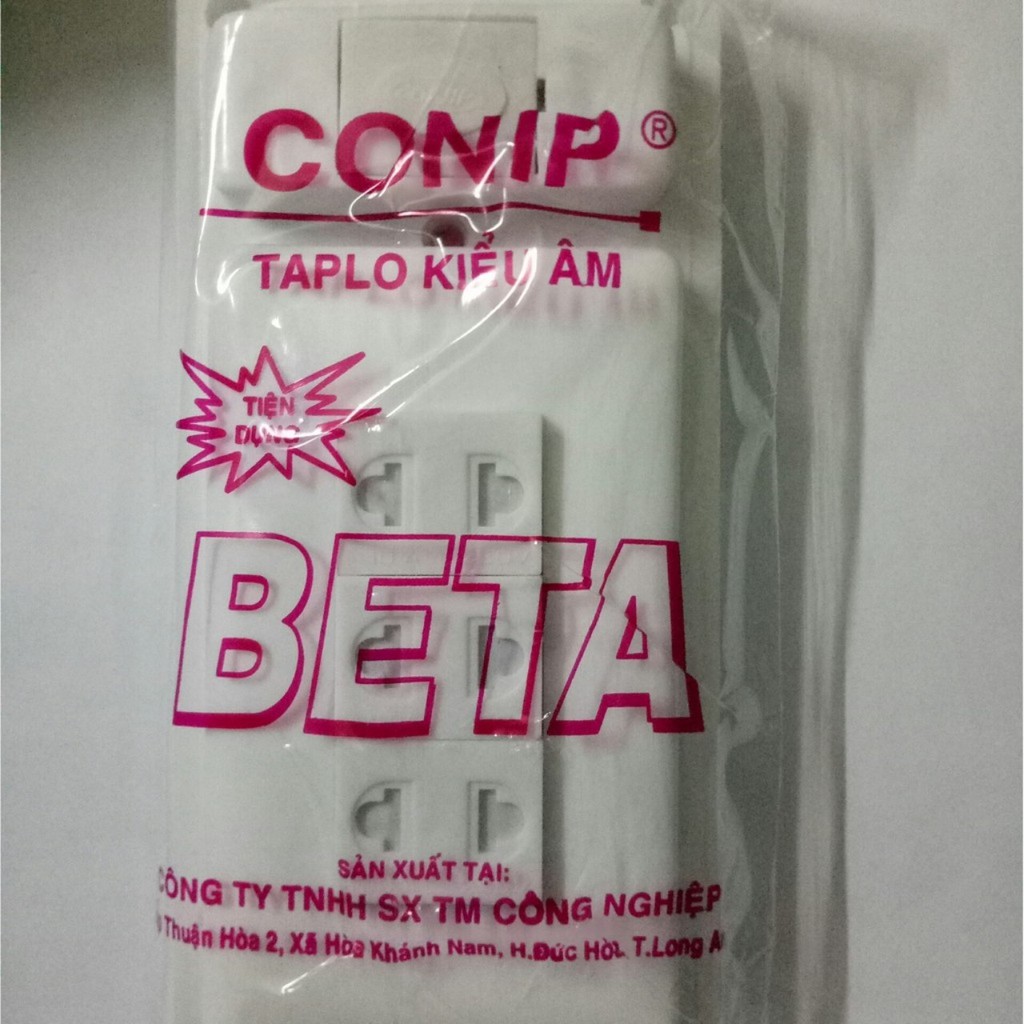 CONIP ®
TAPLO KIỂU ÂM
TIỆN
DỤNG
BETA
SẢN XUẤT TẠI:
CÔNG TY TNHH SX TM CÔNG NGHIỆP
Thuận Hòa 2, Xã Hòa Khánh Nam, H.Đức Hòa, T.Long A